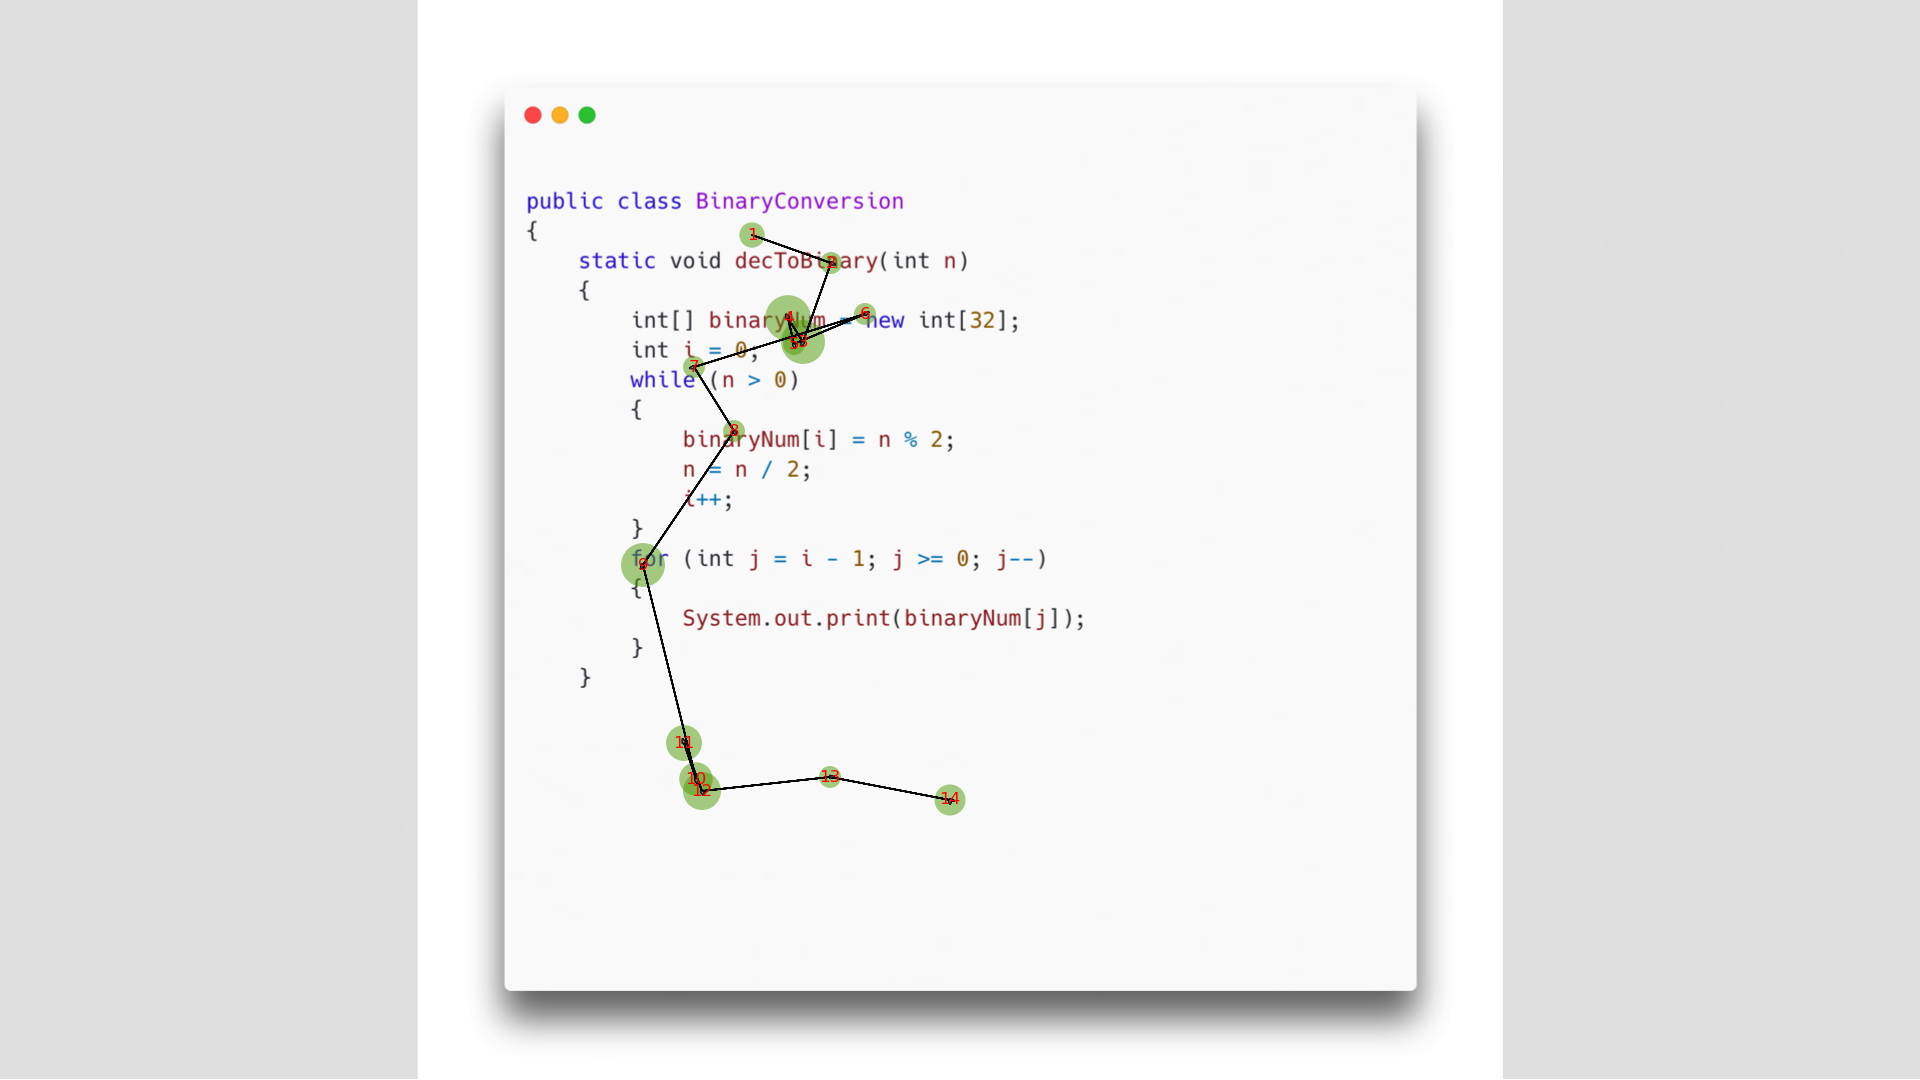 public class BinaryConversion
{
1
static void decToBinary(int n)
2
{
int[] binaryNum = new int[32];
4
6
int i = 0;
5
3
7
while (n > 0)
{
8
binaryNum[i] = n % 2;
n = n / 2;
i++;
}
for (int j = i - 1; j >= 0; j--)
9
{
System.out.print(binaryNum[j]);
}
}
11
10
12
13
14